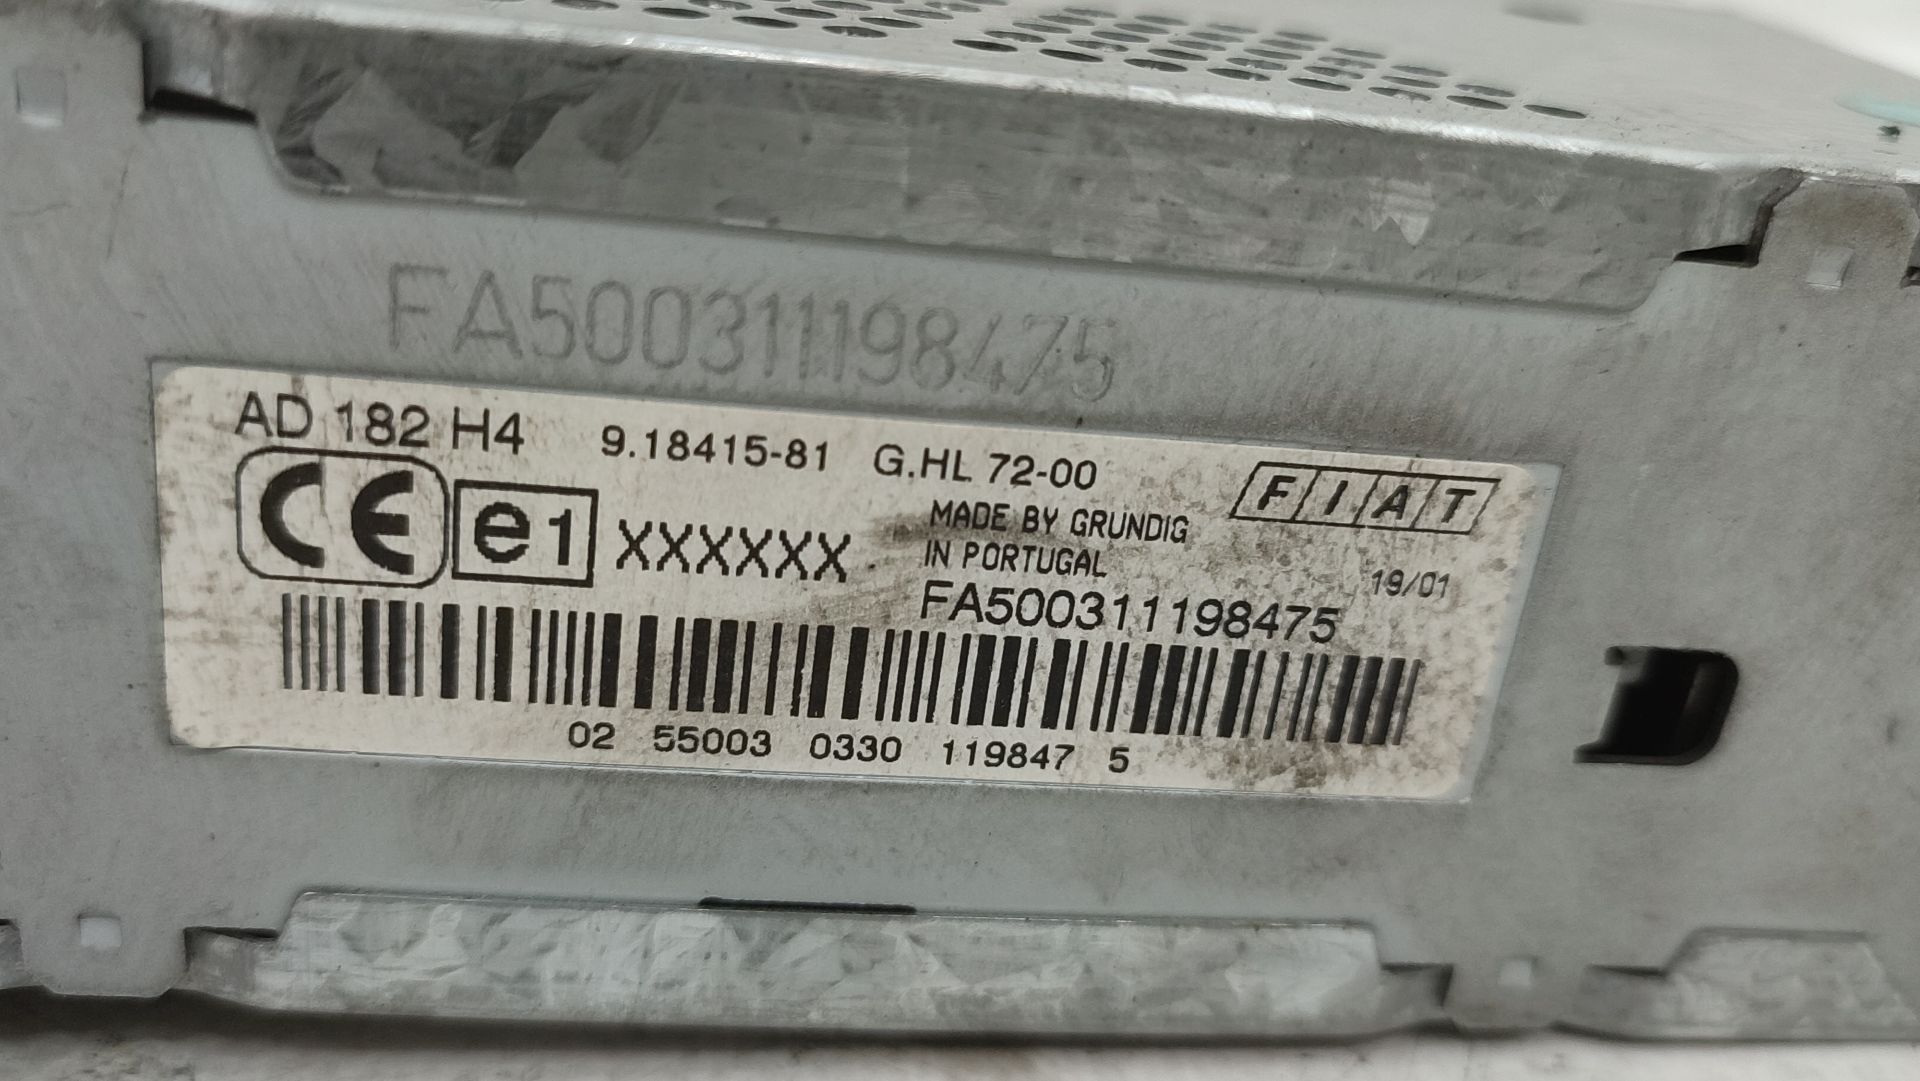 FA500311198475
AD 182 H4 9.18415-81 G.HL 72-00
FIAT
CE e1 XXXXXX
MADE BY GRUNDIG
IN PORTUGAL
19/01
FA500311198475
02 55003 0330 119847 5